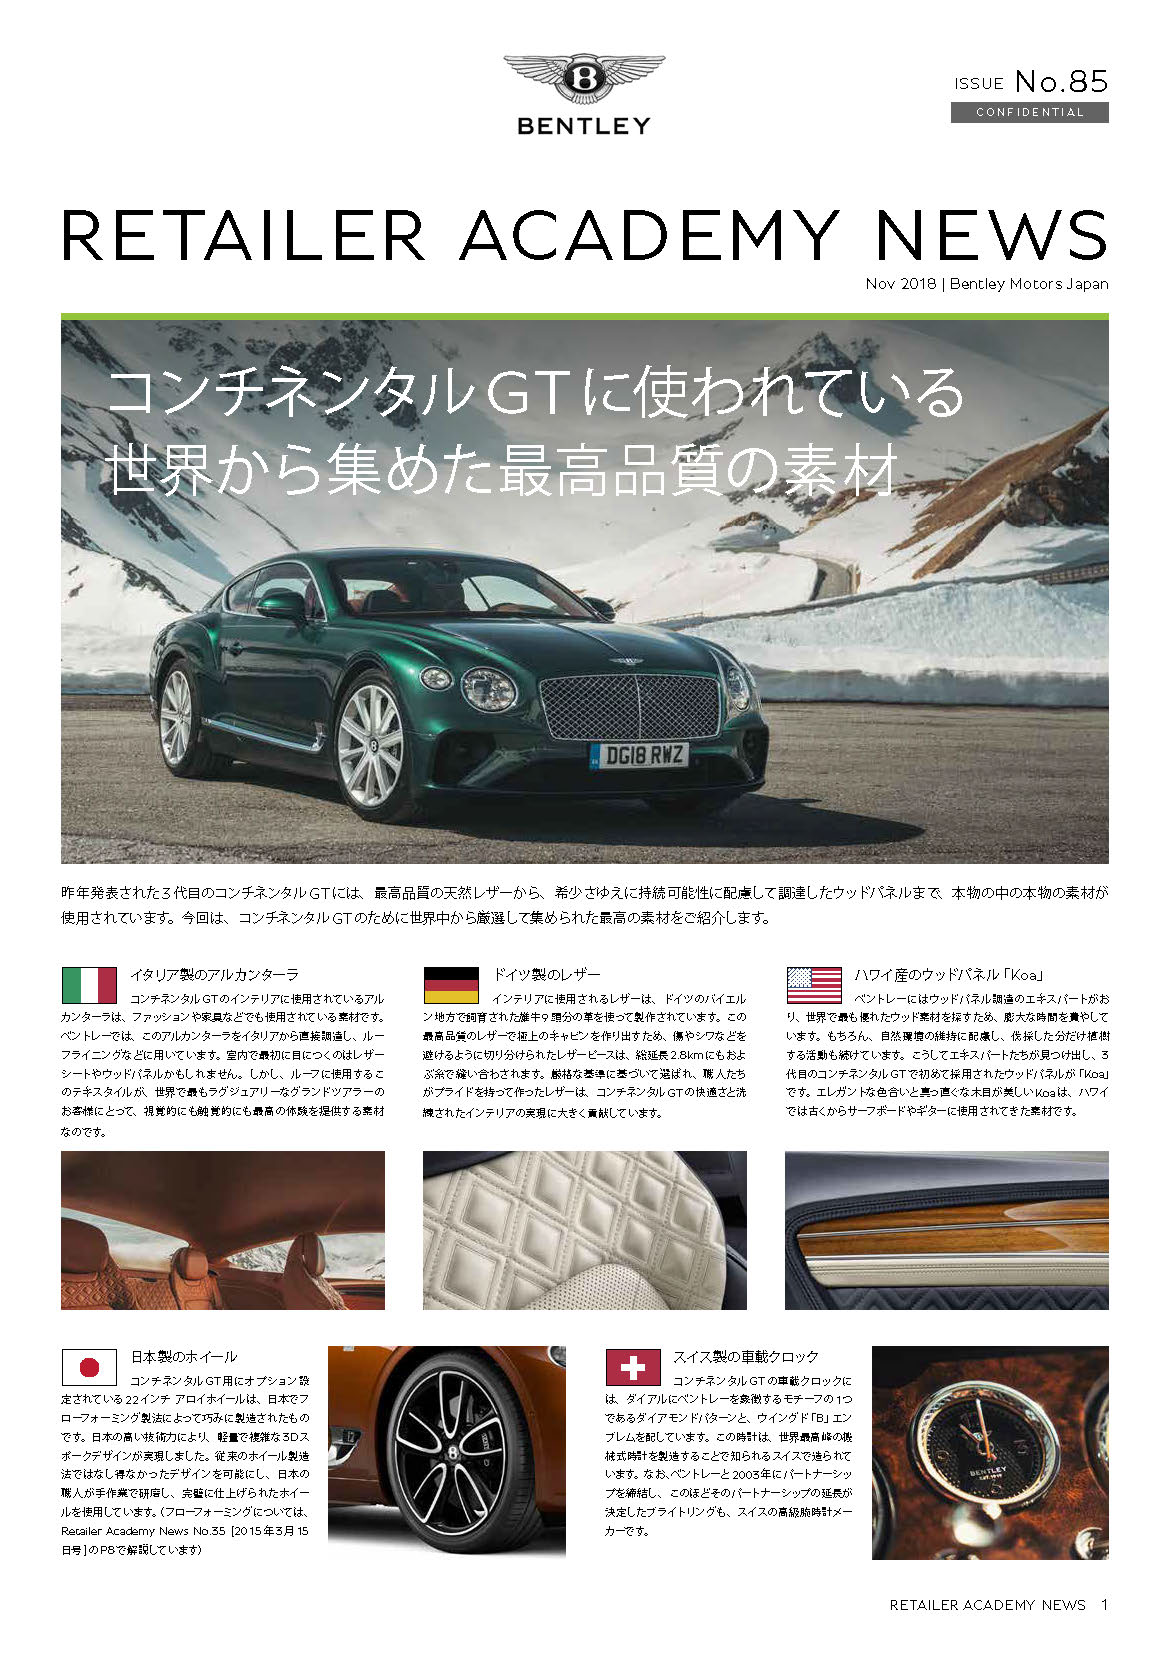 BENTLEY
ISSUE No.85
CONFIDENTIAL
RETAILER ACADEMY NEWS
Nov 2018 | Bentley Motors Japan
コンチネンタルGTに使われている
世界から集めた最高品質の素材
DG18 RWZ
昨年発表された3代目のコンチネンタルGTには、最高品質の天然レザーから、希少さゆえに持続可能性に配慮して調達したウッドパネルまで、本物の中の本物の素材が
使用されています。今回は、コンチネンタルGTのために世界中から厳選して集められた最高の素材をご紹介します。
イタリア製のアルカンターラ
コンチネンタルGTのインテリアに使用されているアル
カンターラは、ファッションや家具などでも使用されている素材です。
ベントレーでは、このアルカンターラをイタリアから直接調達し、ルー
フライニングなどに用いています。室内で最初に目につくのはレザー
シートやウッドパネルかもしれません。しかし、ルーフに使用するこ
のテキスタイルが、世界で最もラグジュアリーなグランドツアラーの
お客様にとって、視覚的にも触覚的にも最高の体験を提供する素材
なのです。
ドイツ製のレザー
インテリアに使用されるレザーは、ドイツのバイエル
ン地方で飼育された雄牛9頭分の革を使って製作されています。この
最高品質のレザーで極上のキャビンを作り出すため、傷やシワなどを
避けるように切り分けられたレザーピースは、総延長2.8kmにもおよ
ぶ糸で縫い合わされます。厳格な基準に基づいて選ばれ、職人たち
がプライドを持って作ったレザーは、コンチネンタルGTの快適さと洗
練されたインテリアの実現に大きく貢献しています。
ハワイ産のウッドパネル「Koa」
ベントレーにはウッドパネル調達のエキスパートがお
り、世界で最も優れたウッド素材を探すため、膨大な時間を費やして
います。もちろん、自然環境の維持に配慮し、伐採した分だけ植樹
する活動も続けています。こうしてエキスパートたちが見つけ出し、3
代目のコンチネンタルGTで初めて採用されたウッドパネルが「Koa」
です。エレガントな色合いと真っ直ぐな木目が美しいKoaは、ハワイ
では古くからサーフボードやギターに使用されてきた素材です。
日本製のホイール
コンチネンタルGT用にオプション設
定されている22インチ アロイホイールは、日本でフ
ローフォーミング製法によって巧みに製造されたもの
です。日本の高い技術力により、軽量で複雑な3Dス
ポークデザインが実現しました。従来のホイール製造
法ではなし得なかったデザインを可能にし、日本の
職人が手作業で研磨し、完璧に仕上げられたホイー
ルを使用しています。（フローフォーミングについては、
Retailer Academy News No.35 [2015年3月15
日号]のP8で解説しています）
スイス製の車載クロック
コンチネンタルGTの車載クロックに
は、ダイアルにベントレーを象徴するモチーフの1つ
であるダイアモンドパターンと、ウイングド「B」エン
ブレムを配しています。この時計は、世界最高峰の機
械式時計を製造することで知られるスイスで造られて
います。なお、ベントレーと2003年にパートナーシッ
プを締結し、このほどそのパートナーシップの延長が
決定したブライトリングも、スイスの高級腕時計メー
カーです。
BENTLEY
EST.1919
RETAILER ACADEMY NEWS 1